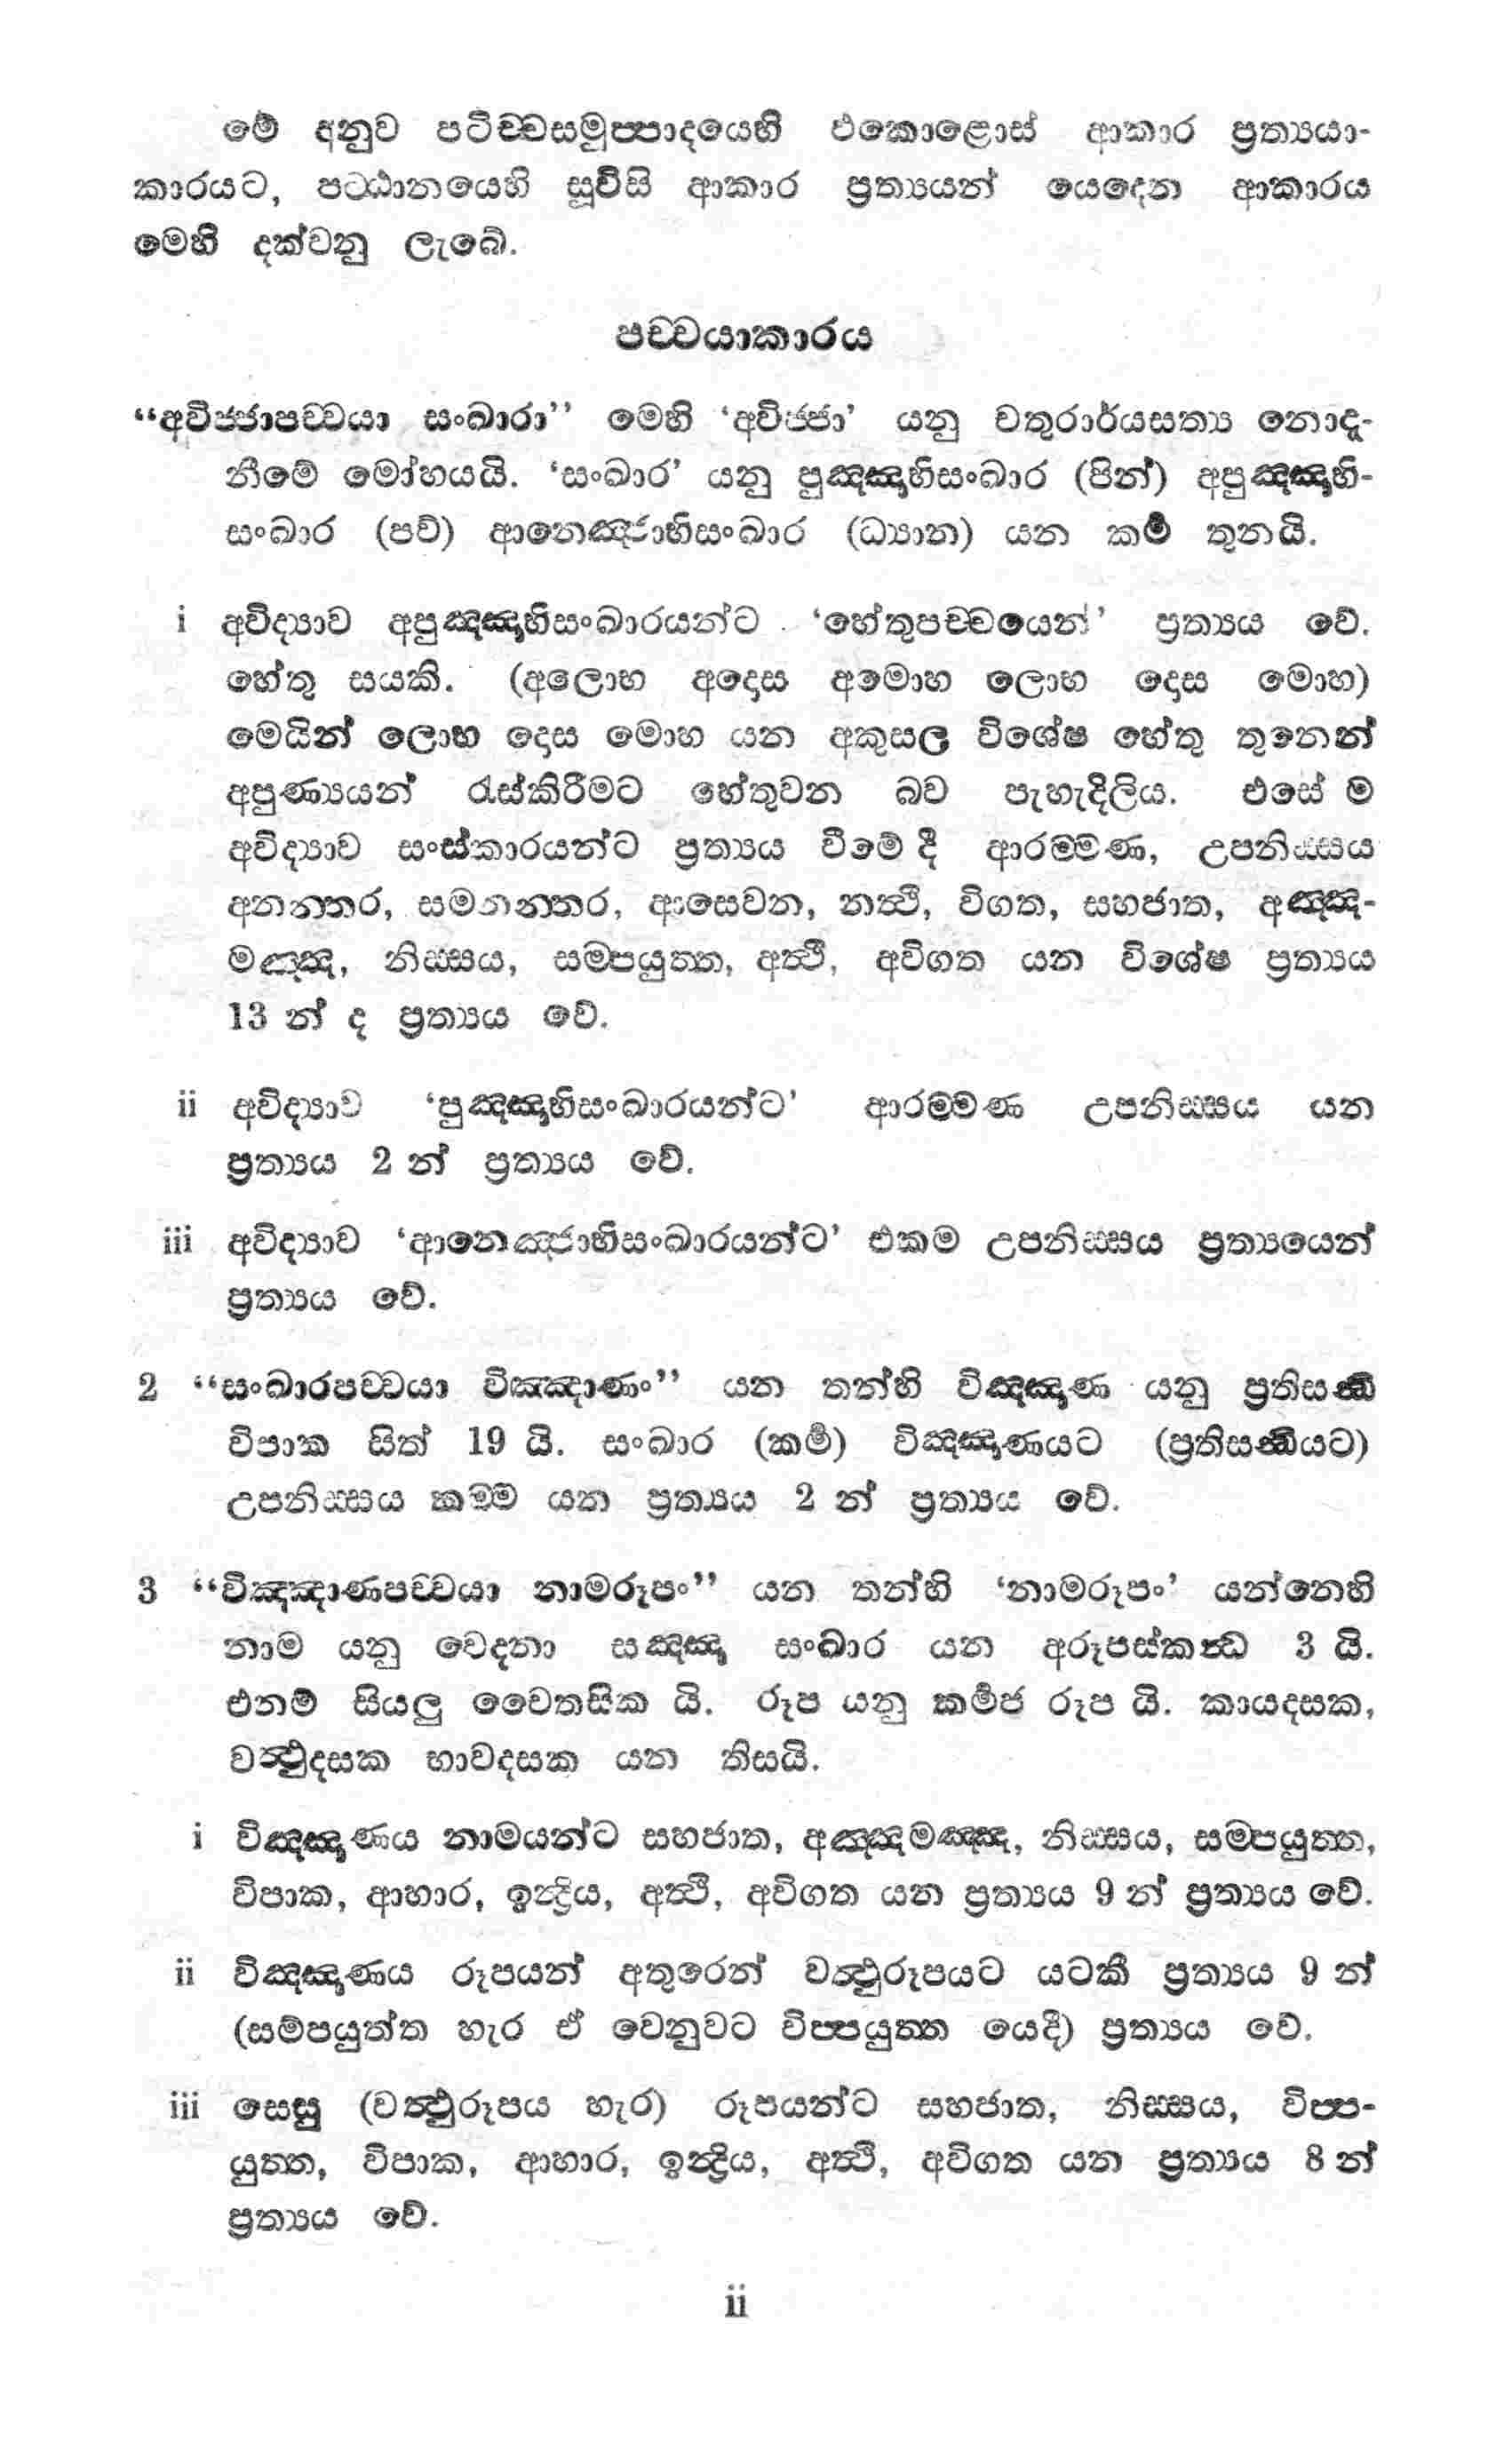 මේ අනුව පටිච්චසමුප්පාදයෙහි එකොළොස් ආකාර ප්‍රත්‍යයා-
කාරයට, පට්ඨානයෙහි සූවිසි ආකාර ප්‍රත්‍යයන් යෙදෙන ආකාරය
මෙහි දක්වනු ලැබේ.
පච්චයාකාරය
“අවිජ්ජාපච්චයා සංඛාරා” මෙහි ‘අවිජ්ජා’ යනු චතුරාර්යසත්‍ය නොදැ-
නීමේ මෝහයයි. ‘සංඛාර’ යනු පුඤ්ඤාභිසංඛාර (පින්) අපුඤ්ඤාභි-
සංඛාර (පව්) ආනෙඤ්ජාභිසංඛාර (ධ්‍යාන) යන කර්ම තුනයි.
i අවිද්‍යාව අපුඤ්ඤාභිසංඛාරයන්ට ‘හේතුපච්චයෙන්’ ප්‍රත්‍යය වේ.
හේතු සයකි. (අලොභ අදොස අමොහ ලොභ දොස මොහ)
මෙයින් ලොභ දොස මොහ යන අකුසල විශේෂ හේතු තුනෙන්
අපුණ්‍යයන් රැස්කිරීමට හේතුවන බව පැහැදිලිය. එසේ ම
අවිද්‍යාව සංස්කාරයන්ට ප්‍රත්‍යය වීමේ දී ආරම්මණ, උපනිස්සය
අනන්තර, සමනන්තර, ආසෙවන, නත්ථි, විගත, සහජාත, අඤ්ඤ-
මඤ්ඤ, නිස්සය, සම්පයුත්ත, අත්ථි, අවිගත යන විශේෂ ප්‍රත්‍යය
13 න් ද ප්‍රත්‍යය වේ.
ii අවිද්‍යාව ‘පුඤ්ඤාභිසංඛාරයන්ට’ ආරම්මණ උපනිස්සය යන
ප්‍රත්‍යය 2 න් ප්‍රත්‍යය වේ.
iii අවිද්‍යාව ‘ආනෙඤ්ජාභිසංඛාරයන්ට’ එකම උපනිස්සය ප්‍රත්‍යයෙන්
ප්‍රත්‍යය වේ.
2 “සංඛාරපච්චයා විඤ්ඤාණං” යන තන්හි විඤ්ඤාණ යනු ප්‍රතිසන්ධි
විපාක සිත් 19 යි. සංඛාර (කර්ම) විඤ්ඤාණයට (ප්‍රතිසන්ධියට)
උපනිස්සය කම්ම යන ප්‍රත්‍යය 2 න් ප්‍රත්‍යය වේ.
3 “විඤ්ඤාණපච්චයා නාමරූපං” යන තන්හි ‘නාමරූපං’ යන්නෙහි
නාම යනු වේදනා සඤ්ඤා සංඛාර යන අරූපස්කන්ධ 3 යි.
එනම් සියලු චෛතසික යි. රූප යනු කර්මජ රූප යි. කායදසක,
වත්ථුදසක භාවදසක යන තිසයි.
i විඤ්ඤාණය නාමයන්ට සහජාත, අඤ්ඤමඤ්ඤ, නිස්සය, සම්පයුත්ත,
විපාක, ආහාර, ඉන්ද්‍රිය, අත්ථි, අවිගත යන ප්‍රත්‍යය 9 න් ප්‍රත්‍යය වේ.
ii විඤ්ඤාණය රූපයන් අතුරෙන් වත්ථුරූපයට යටකී ප්‍රත්‍යය 9 න්
(සම්පයුත්ත හැර ඒ වෙනුවට විප්පයුත්ත යෙදී) ප්‍රත්‍යය වේ.
iii සෙසු (වත්ථුරූපය හැර) රූපයන්ට සහජාත, නිස්සය, විප්ප-
යුත්ත, විපාක, ආහාර, ඉන්ද්‍රිය, අත්ථි, අවිගත යන ප්‍රත්‍යය 8 න්
ප්‍රත්‍යය වේ.
ii